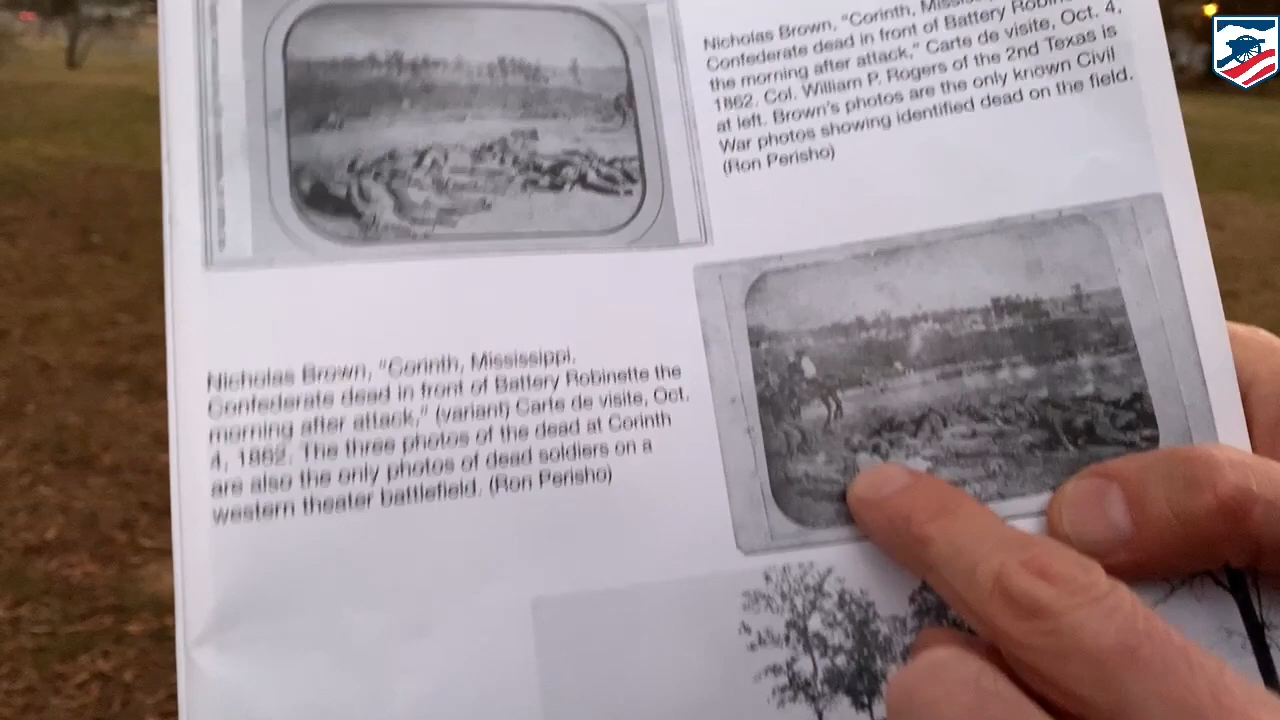 Nicholas Brown, "Corinth, Mississippi,
Confederate dead in front of Battery Robinette
the morning after attack," Carte de visite, Oct. 4,
1862. Col. William P. Rogers of the 2nd Texas is
at left. Brown's photos are the only known Civil
War photos showing identified dead on the field.
(Ron Perisho)
Nicholas Brown, "Corinth, Mississippi,
Confederate dead in front of Battery Robinette the
morning after attack," (variant) Carte de visite, Oct.
4, 1862. The three photos of the dead at Corinth
are also the only photos of dead soldiers on a
western theater battlefield. (Ron Perisho)